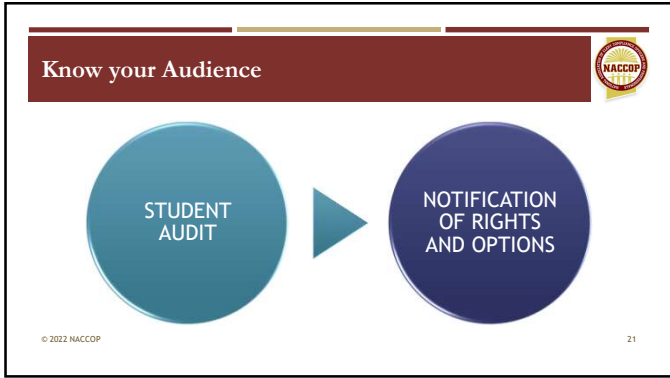 Know your Audience
NACCOP
STUDENT
AUDIT
NOTIFICATION
OF RIGHTS
AND OPTIONS
© 2022 NACCOP
21